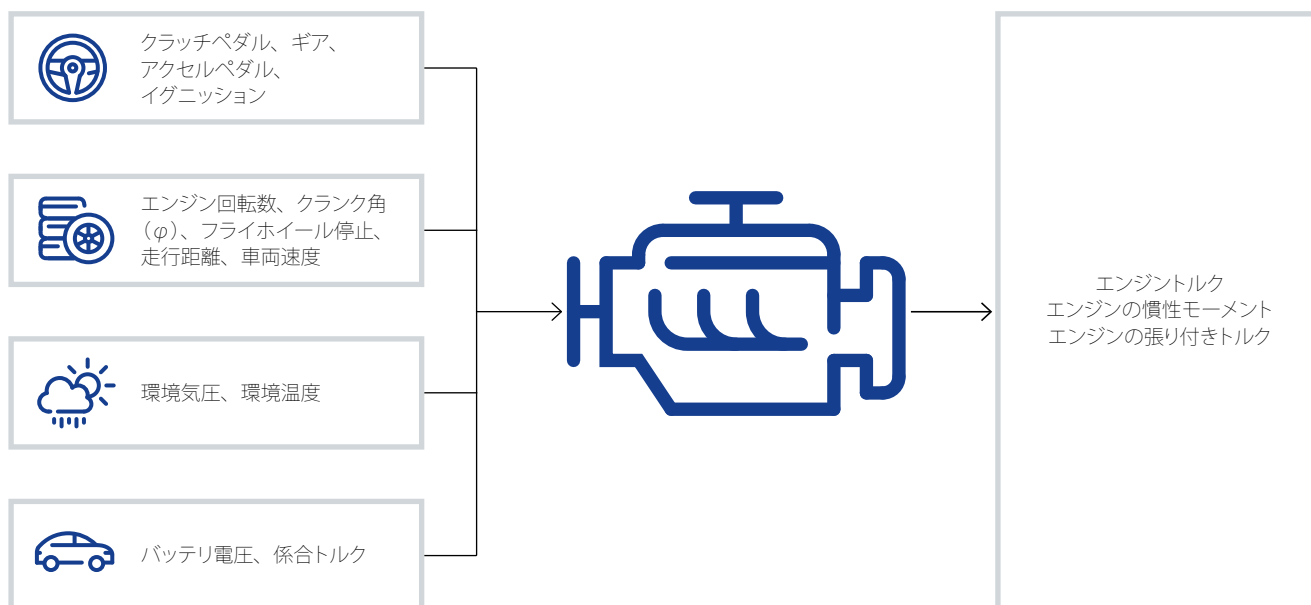 クラッチペダル、ギア、
アクセルペダル、
イグニッション
エンジン回転数、クランク角
(φ)、フライホイール停止、
走行距離、車両速度
環境気圧、環境温度
バッテリ電圧、係合トルク
エンジントルク
エンジンの慣性モーメント
エンジンの張り付きトルク